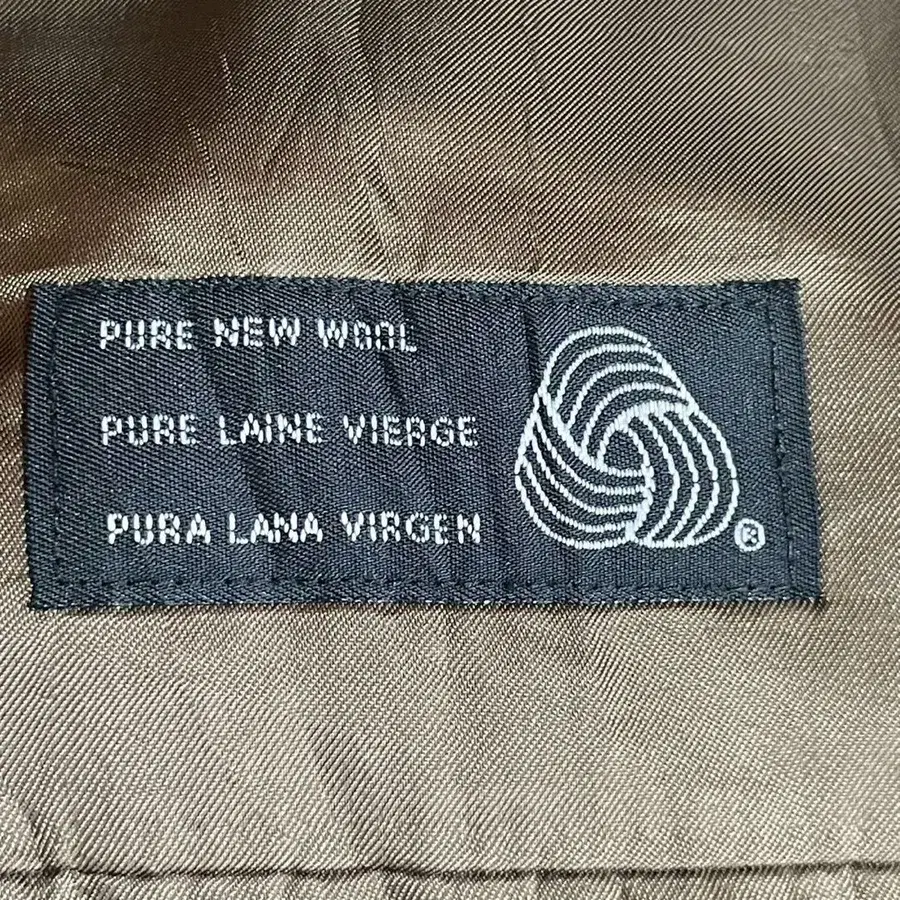 PURE NEW WOOL
PURE LAINE VIERGE
PURA LANA VIRGEN
®